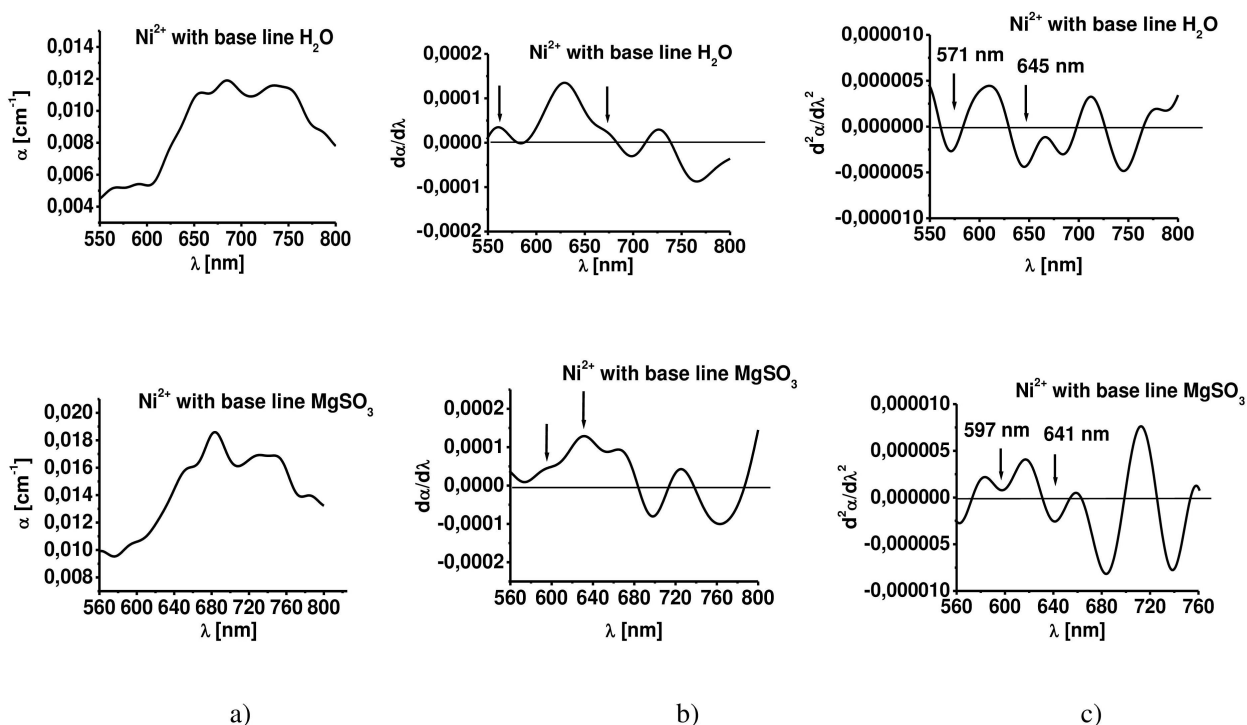 Ni²⁺ with base line H₂O
0,014
0,012
0,010
0,008
0,006
0,004
α [cm⁻¹]
550 600 650 700 750 800
λ [nm]
Ni²⁺ with base line H₂O
0,0002
0,0001
0,0000
-0,0001
-0,0002
dα/dλ
550 600 650 700 750 800
λ [nm]
Ni²⁺ with base line H₂O
0,000010
0,000005
0,000000
-0,000005
-0,000010
d²α/dλ²
571 nm
645 nm
550 600 650 700 750 800
λ [nm]
Ni²⁺ with base line MgSO₃
0,020
0,018
0,016
0,014
0,012
0,010
0,008
α [cm⁻¹]
560 600 640 680 720 760 800
λ [nm]
Ni²⁺ with base line MgSO₃
0,0002
0,0001
0,0000
-0,0001
-0,0002
dα/dλ
560 600 640 680 720 760 800
λ [nm]
Ni²⁺ with base line MgSO₃
0,000010
0,000005
0,000000
-0,000005
-0,000010
d²α/dλ²
597 nm
641 nm
560 600 640 680 720 760
λ [nm]
a) b) c)